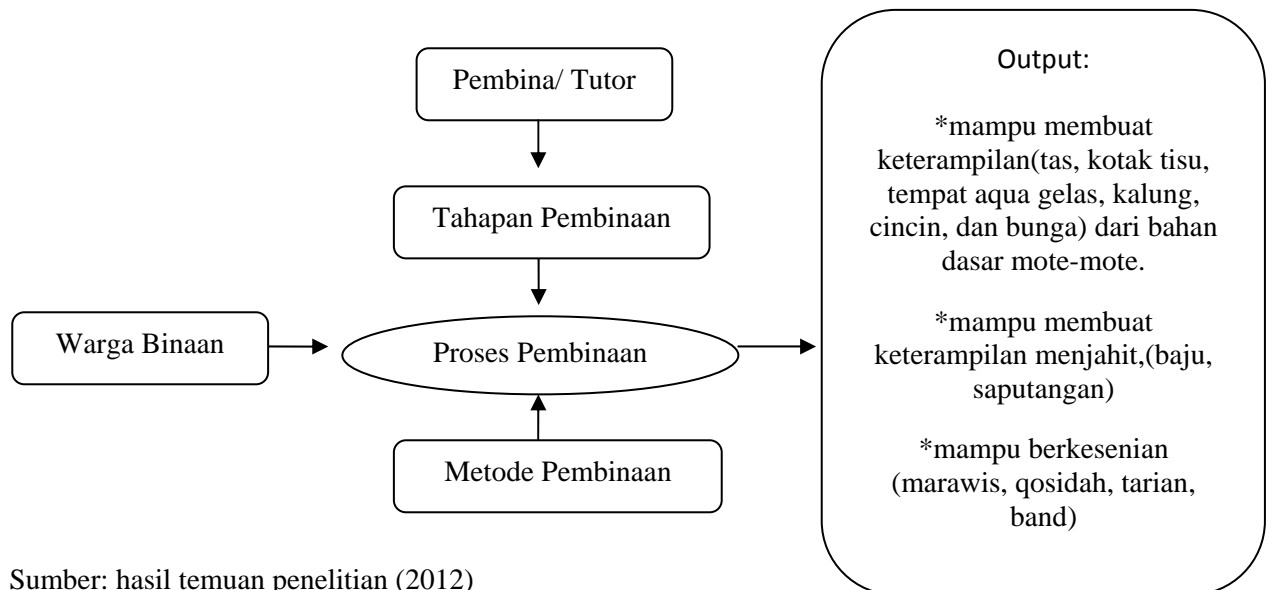 Pembina/ Tutor
Tahapan Pembinaan
Warga Binaan
Proses Pembinaan
Metode Pembinaan
Output:
*mampu membuat
keterampilan(tas, kotak tisu,
tempat aqua gelas, kalung,
cincin, dan bunga) dari bahan
dasar mote-mote.
*mampu membuat
keterampilan menjahit,(baju,
saputangan)
*mampu berkesenian
(marawis, qosidah, tarian,
band)
Sumber: hasil temuan penelitian (2012)